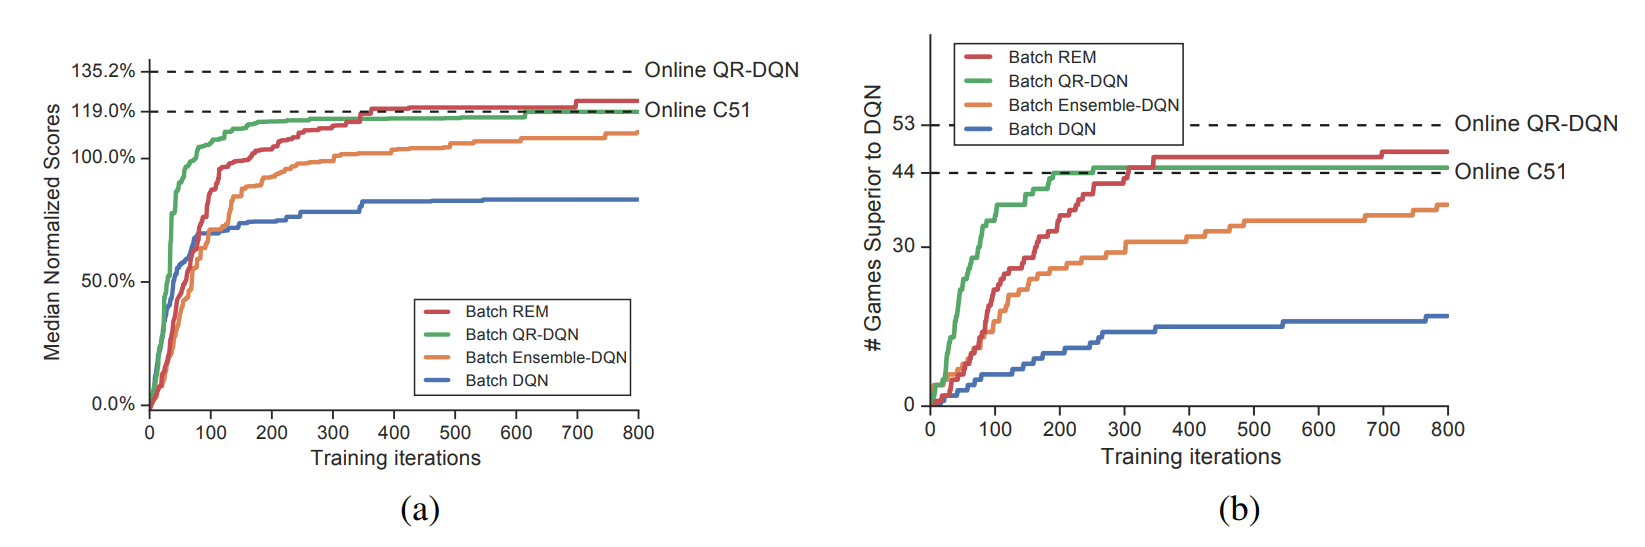 Median Normalized Scores
135.2%
119.0%
100.0%
50.0%
0.0%
Online QR-DQN
Online C51
Batch REM
Batch QR-DQN
Batch Ensemble-DQN
Batch DQN
0 100 200 300 400 500 600 700 800
Training iterations
(a)
# Games Superior to DQN
53
44
30
0
Batch REM
Batch QR-DQN
Batch Ensemble-DQN
Batch DQN
Online QR-DQN
Online C51
0 100 200 300 400 500 600 700 800
Training iterations
(b)